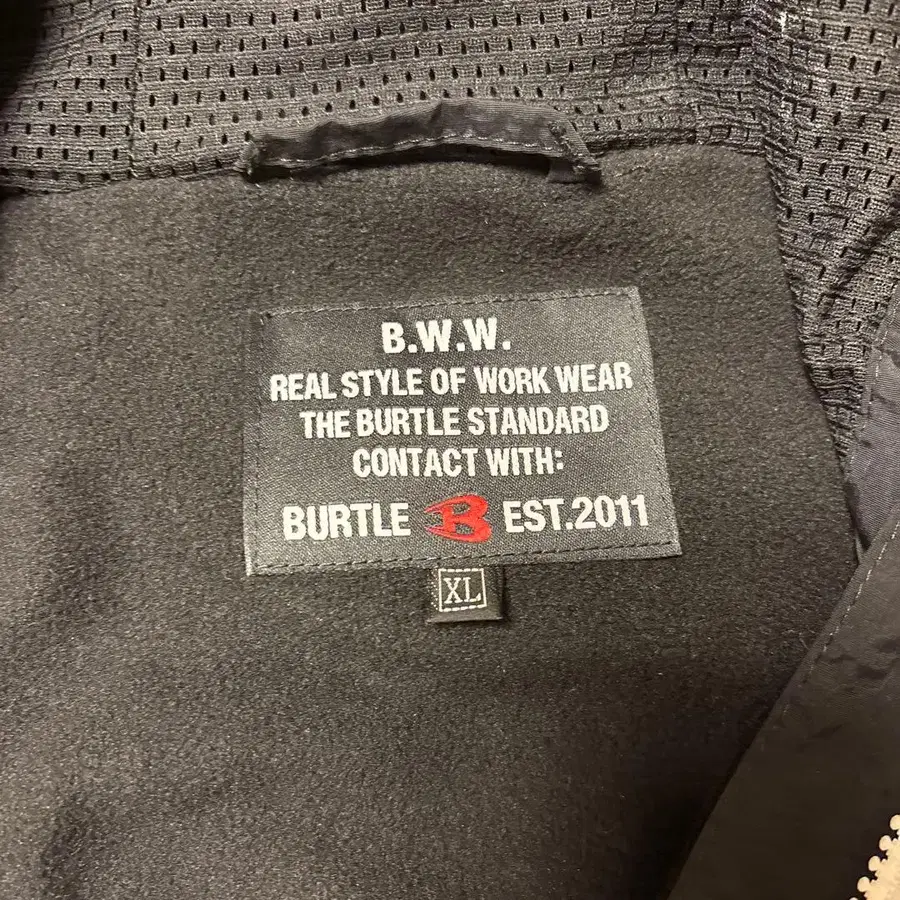 B.W.W.
REAL STYLE OF WORK WEAR
THE BURTLE STANDARD
CONTACT WITH:
BURTLE B EST.2011
XL